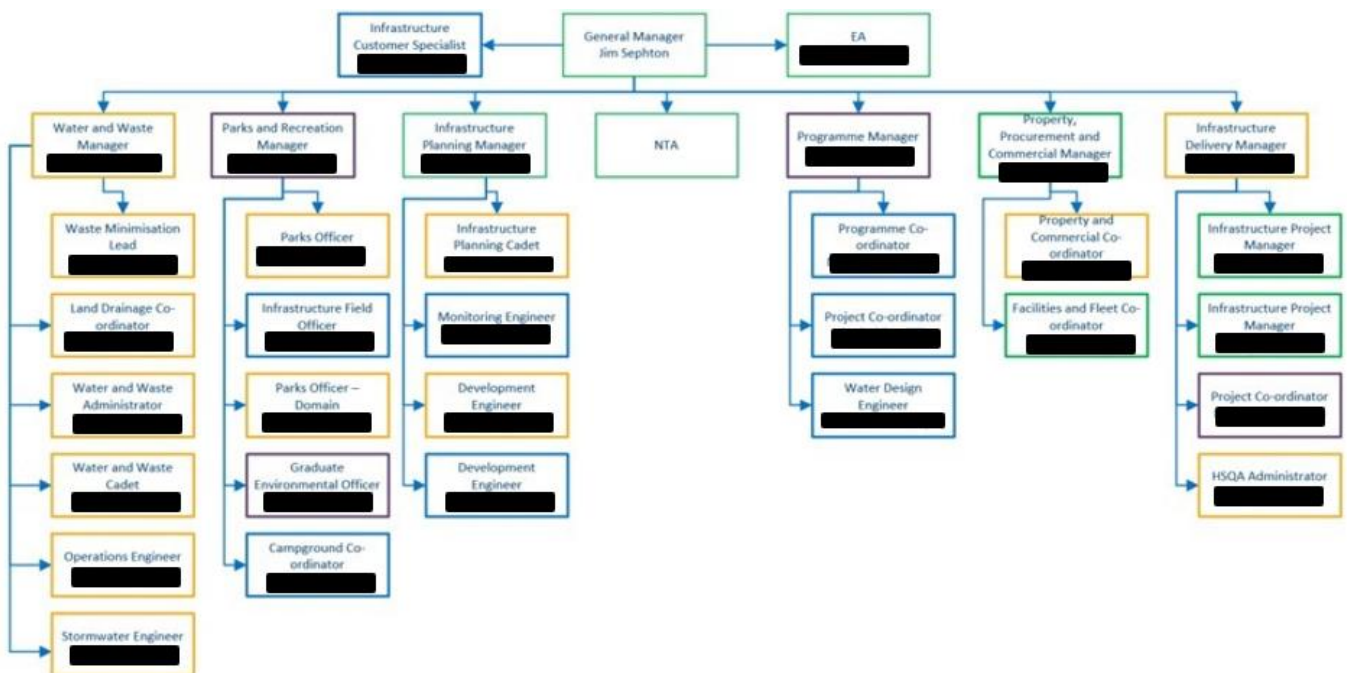 Infrastructure
Customer Specialist
General Manager
Jim Sephton
EA
Water and Waste
Manager
Parks and Recreation
Manager
Infrastructure
Planning Manager
NTA
Programme Manager
Property,
Procurement and
Commercial Manager
Infrastructure
Delivery Manager
Waste Minimisation
Lead
Land Drainage Co-
ordinator
Water and Waste
Administrator
Water and Waste
Cadet
Operations Engineer
Stormwater Engineer
Parks Officer
Infrastructure Field
Officer
Parks Officer –
Domain
Graduate
Environmental Officer
Campground Co-
ordinator
Infrastructure
Planning Cadet
Monitoring Engineer
Development
Engineer
Development
Engineer
Programme Co-
ordinator
Project Co-ordinator
Water Design
Engineer
Property and
Commercial Co-
ordinator
Facilities and Fleet Co-
ordinator
Infrastructure Project
Manager
Infrastructure Project
Manager
Project Co-ordinator
HSQA Administrator